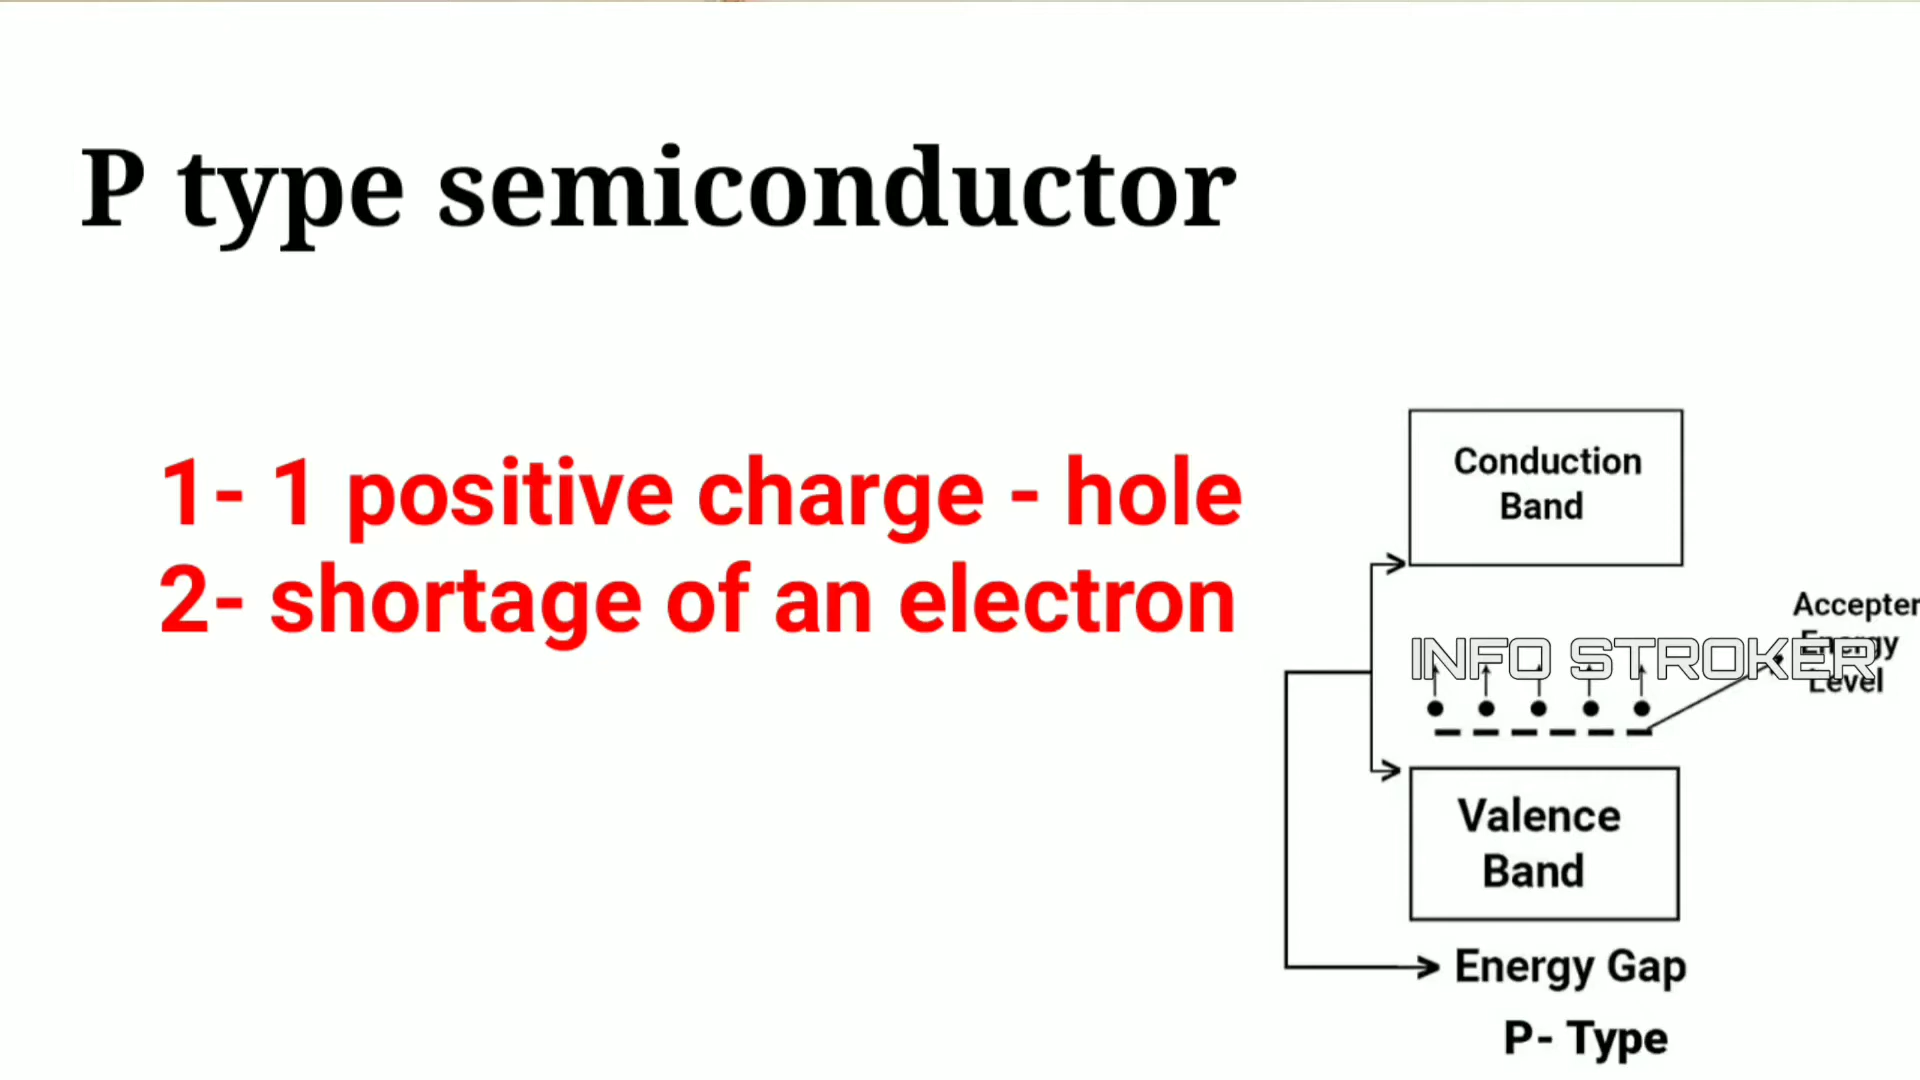 P type semiconductor
1- 1 positive charge - hole
2- shortage of an electron
Conduction
Band
Accepter
Energy
Level
INFO STROKER
Valence
Band
Energy Gap
P- Type